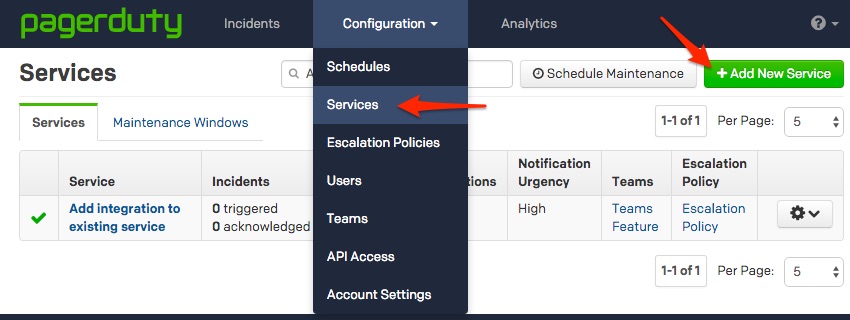 pagerduty
Incidents
Configuration
Analytics
Services
A
Schedule Maintenance
+ Add New Service
Schedules
Services
Escalation Policies
Users
Teams
API Access
Account Settings
Services
Maintenance Windows
1-1 of 1
Per Page:
5
Service
Incidents
Notification
Urgency
Teams
Escalation
Policy
Add integration to
existing service
0 triggered
0 acknowledged
High
Teams
Feature
Escalation
Policy
1-1 of 1
Per Page:
5